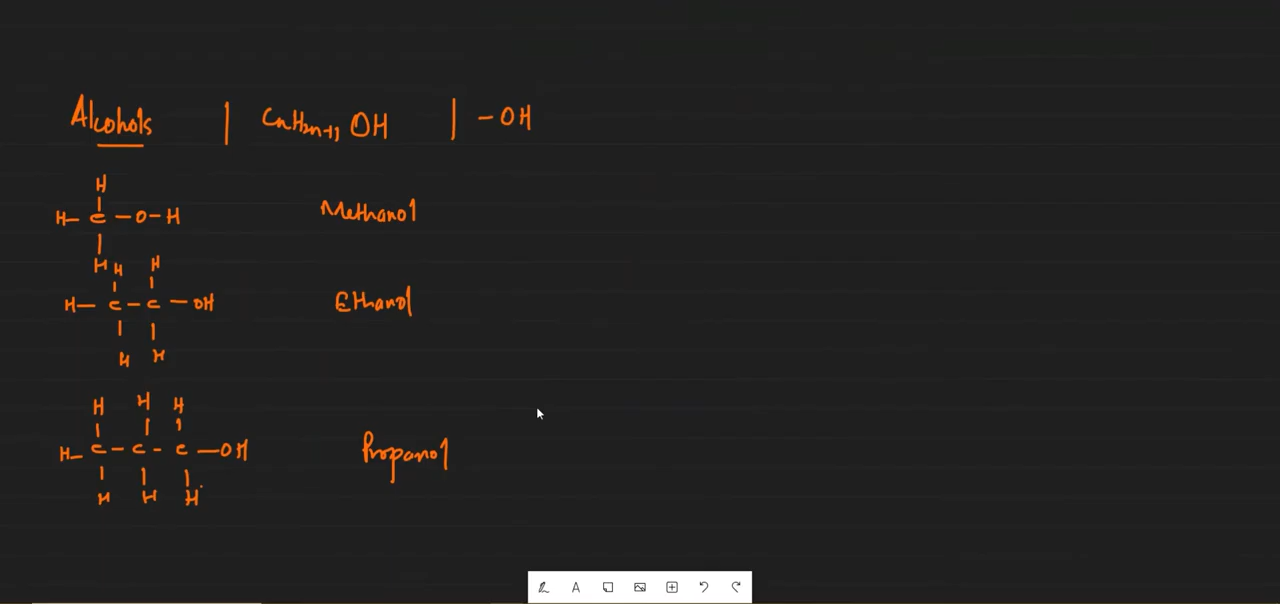 Alcohols | CnH2n+1 OH | -OH
H
H- C -O-H Methanol
H H H
H- C - C -OH Ethanol
H H
H H H
H- C - C - C -OH Propanol
H H H
A